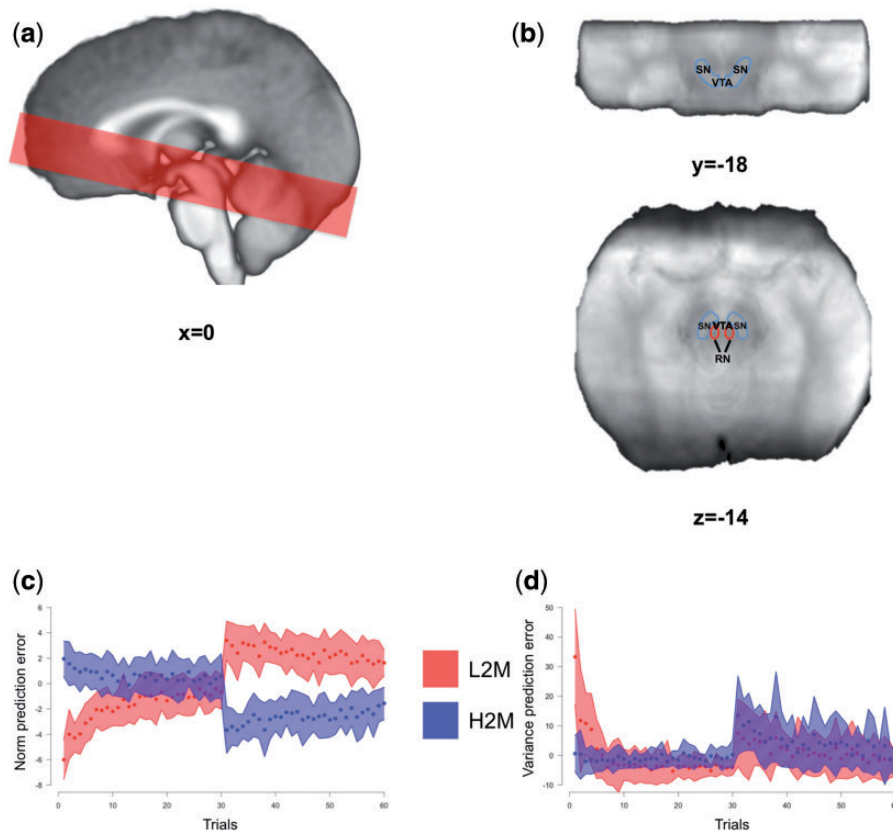 (a)
x=0
(b)
SN SN
VTA
y=-18
SN VTA SN
RN
z=-14
(c)
Norm prediction error
6
4
2
0
-2
-4
-6
-8
0 10 20 30 40 50 60
Trials
L2M
H2M
(d)
Variance prediction error
50
40
30
20
10
0
-10
0 10 20 30 40 50 60
Trials